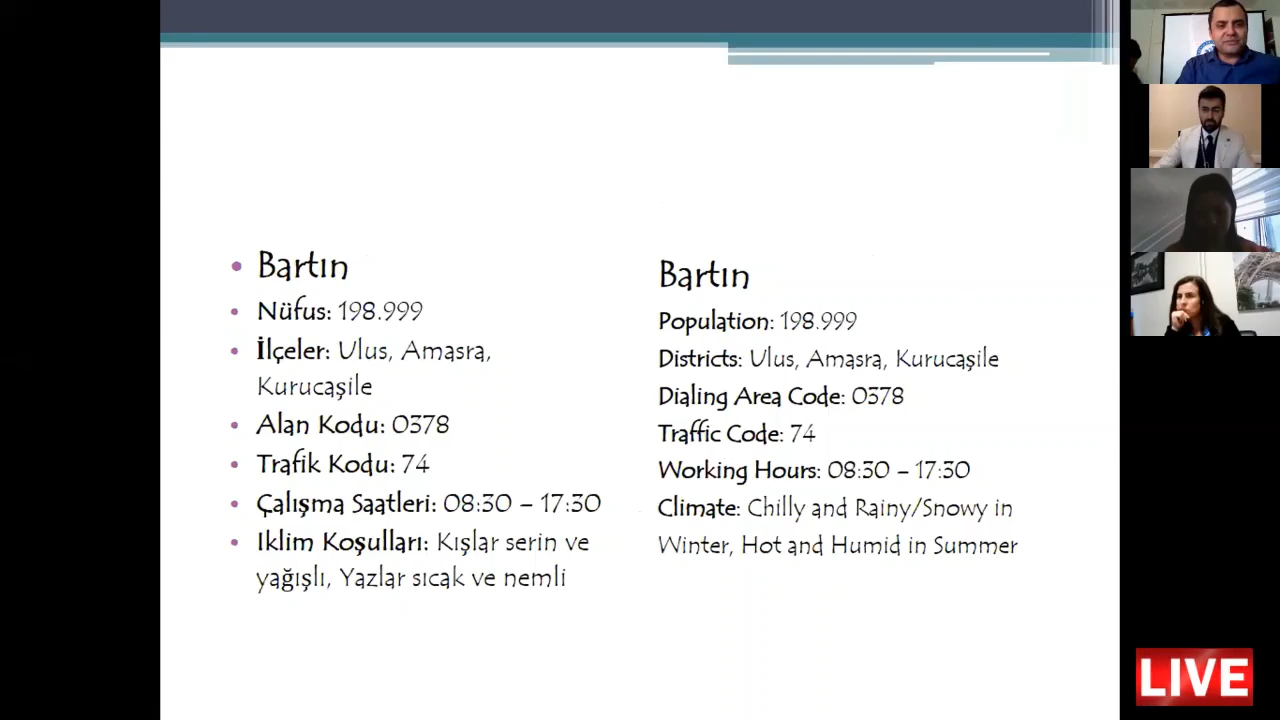 Bartın
Nüfus: 198.999
İlçeler: Ulus, Amasra,
Kurucaşile
Alan Kodu: 0378
Trafik Kodu: 74
Çalışma Saatleri: 08:30 – 17:30
Iklim Koşulları: Kışlar serin ve
yağışlı, Yazlar sıcak ve nemli
Bartın
Population: 198.999
Districts: Ulus, Amasra, Kurucaşile
Dialing Area Code: 0378
Traffic Code: 74
Working Hours: 08:30 – 17:30
Climate: Chilly and Rainy/Snowy in
Winter, Hot and Humid in Summer
LIVE